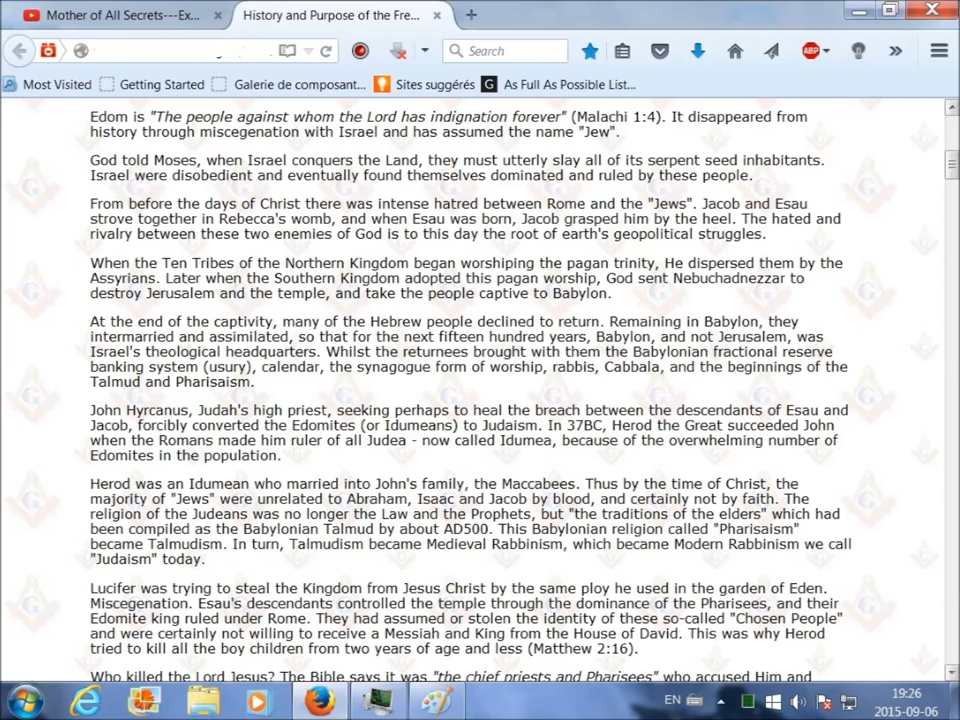 Mother of All Secrets---Ex...
History and Purpose of the Fre...
Search
ABP
Most Visited
Getting Started
Galerie de composant...
Sites suggérés
G
As Full As Possible List...
Edom is "The people against whom the Lord has indignation forever" (Malachi 1:4). It disappeared from
history through miscegenation with Israel and has assumed the name "Jew".
God told Moses, when Israel conquers the Land, they must utterly slay all of its serpent seed inhabitants.
Israel were disobedient and eventually found themselves dominated and ruled by these people.
From before the days of Christ there was intense hatred between Rome and the "Jews". Jacob and Esau
strove together in Rebecca's womb, and when Esau was born, Jacob grasped him by the heel. The hatred and
rivalry between these two enemies of God is to this day the root of earth's geopolitical struggles.
When the Ten Tribes of the Northern Kingdom began worshiping the pagan trinity, He dispersed them by the
Assyrians. Later when the Southern Kingdom adopted this pagan worship, God sent Nebuchadnezzar to
destroy Jerusalem and the temple, and take the people captive to Babylon.
At the end of the captivity, many of the Hebrew people declined to return. Remaining in Babylon, they
intermarried and assimilated, so that for the next fifteen hundred years, Babylon, and not Jerusalem, was
Israel's theological headquarters. Whilst the returnees brought with them the Babylonian fractional reserve
banking system (usury), calendar, the synagogue form of worship, rabbis, Cabbala, and the beginnings of the
Talmud and Pharisaism.
John Hyrcanus, Judah's high priest, seeking perhaps to heal the breach between the descendants of Esau and
Jacob, forcibly converted the Edomites (or Idumeans) to Judaism. In 37BC, Herod the Great succeeded John
when the Romans made him ruler of all Judea - now called Idumea, because of the overwhelming number of
Edomites in the population.
Herod was an Idumean who married into John's family, the Maccabees. Thus by the time of Christ, the
majority of "Jews" were unrelated to Abraham, Isaac and Jacob by blood, and certainly not by faith. The
religion of the Judeans was no longer the Law and the Prophets, but "the traditions of the elders" which had
been compiled as the Babylonian Talmud by about AD500. This Babylonian religion called "Pharisaism"
became Talmudism. In turn, Talmudism became Medieval Rabbinism, which became Modern Rabbinism we call
"Judaism" today.
Lucifer was trying to steal the Kingdom from Jesus Christ by the same ploy he used in the garden of Eden.
Miscegenation. Esau's descendants controlled the temple through the dominance of the Pharisees, and their
Edomite king ruled under Rome. They had assumed or stolen the identity of these so-called "Chosen People"
and were certainly not willing to receive a Messiah and King from the House of David. This was why Herod
tried to kill all the boy children from two years of age and less (Matthew 2:16).
Who killed the Lord Jesus? The Bible says it was "the chief priests and Pharisees" who accused Him and
EN
19:26
2015-09-06